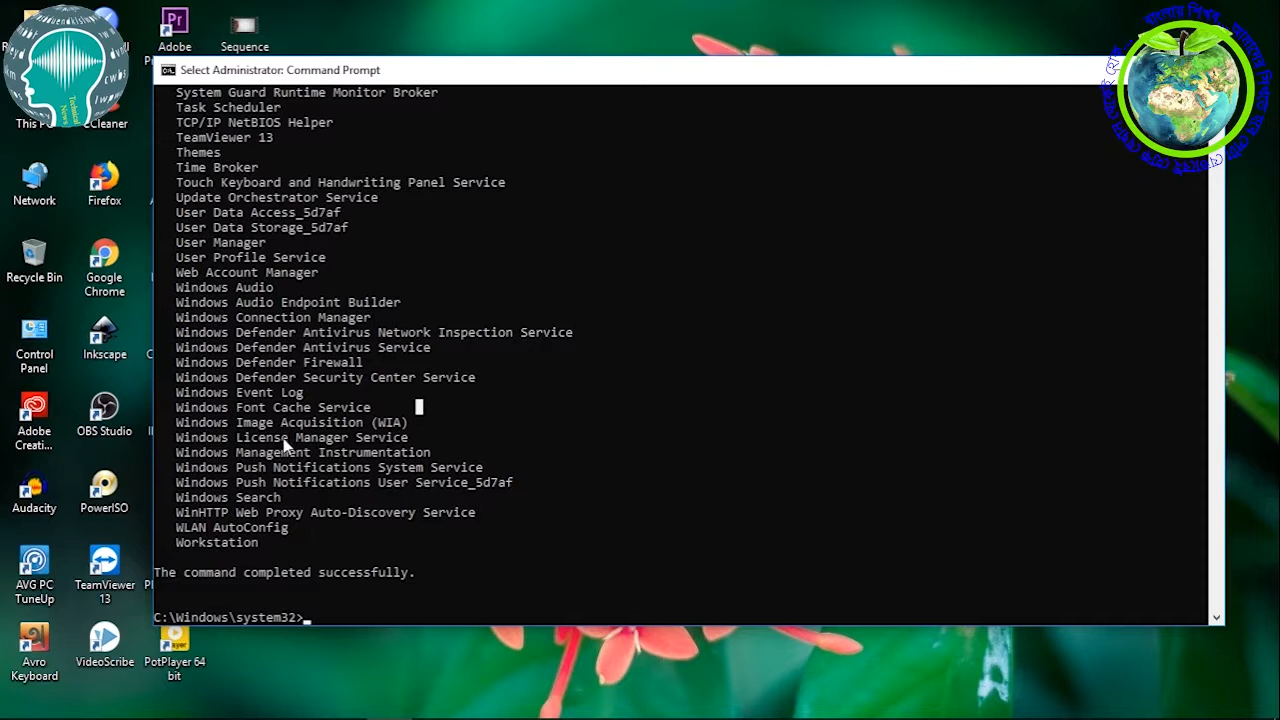 Adobe
Sequence
This PC
CCleaner
Network
Firefox
Recycle Bin
Google
Chrome
Control
Panel
Inkscape
Adobe
Creati...
OBS Studio
Audacity
PowerISO
AVG PC
TuneUp
TeamViewer
13
Avro
Keyboard
VideoScribe
PotPlayer 64
bit
Technical
News
Select Administrator: Command Prompt
System Guard Runtime Monitor Broker
Task Scheduler
TCP/IP NetBIOS Helper
TeamViewer 13
Themes
Time Broker
Touch Keyboard and Handwriting Panel Service
Update Orchestrator Service
User Data Access_5d7af
User Data Storage_5d7af
User Manager
User Profile Service
Web Account Manager
Windows Audio
Windows Audio Endpoint Builder
Windows Connection Manager
Windows Defender Antivirus Network Inspection Service
Windows Defender Antivirus Service
Windows Defender Firewall
Windows Defender Security Center Service
Windows Event Log
Windows Font Cache Service
Windows Image Acquisition (WIA)
Windows License Manager Service
Windows Management Instrumentation
Windows Push Notifications System Service
Windows Push Notifications User Service_5d7af
Windows Search
WinHTTP Web Proxy Auto-Discovery Service
WLAN AutoConfig
Workstation
The command completed successfully.
C:\Windows\system32>